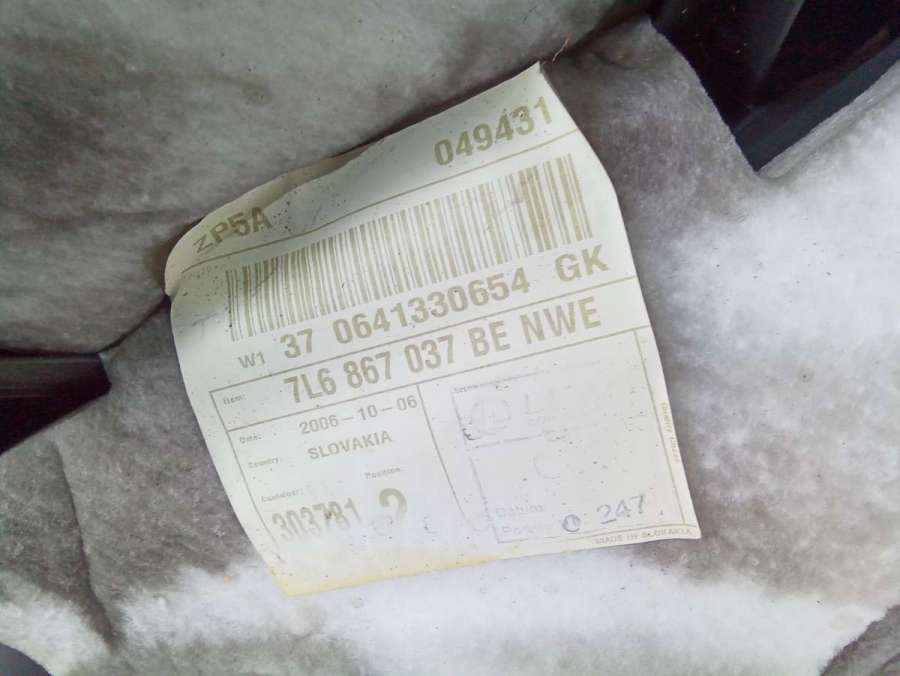 049431
ZP5A
W1 37 0641330654 GK
Item: 7L6 867 037 BE NWE
Date: 2006-10-06
Country: SLOVAKIA
Container: Position:
303781 2
247
MADE IN SLOVAKIA